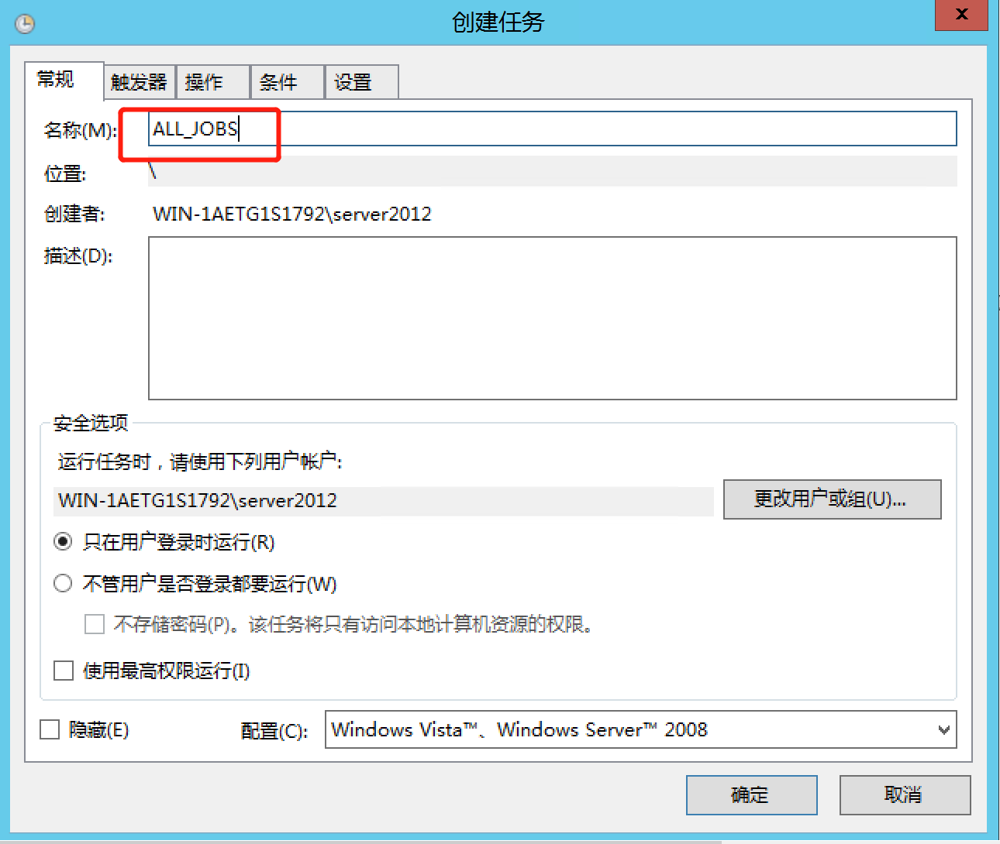 创建任务
x
常规 触发器 操作 条件 设置
名称(M): ALL_JOBS
位置: \
创建者: WIN-1AETG1S1792\server2012
描述(D):
安全选项
运行任务时，请使用下列用户帐户:
WIN-1AETG1S1792\server2012 更改用户或组(U)...
只在用户登录时运行(R)
不管用户是否登录都要运行(W)
不存储密码(P)。该任务将只有访问本地计算机资源的权限。
使用最高权限运行(I)
隐藏(E) 配置(C): Windows Vista™、Windows Server™ 2008
确定 取消